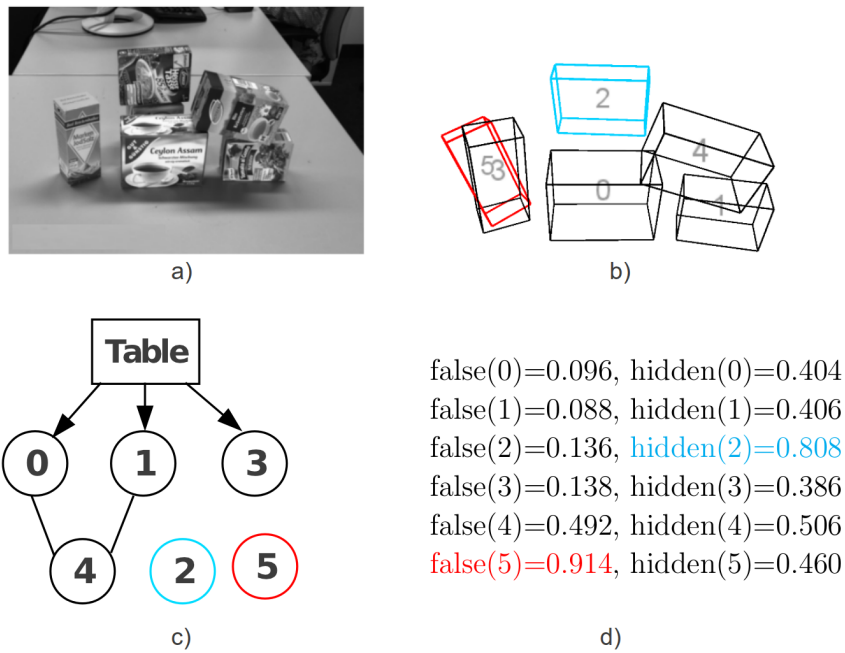 Ceylon Assam
a)
2
5
3
4
0
1
b)
Table
0
1
3
4
2
5
c)
false(0)=0.096, hidden(0)=0.404
false(1)=0.088, hidden(1)=0.406
false(2)=0.136, hidden(2)=0.808
false(3)=0.138, hidden(3)=0.386
false(4)=0.492, hidden(4)=0.506
false(5)=0.914, hidden(5)=0.460
d)